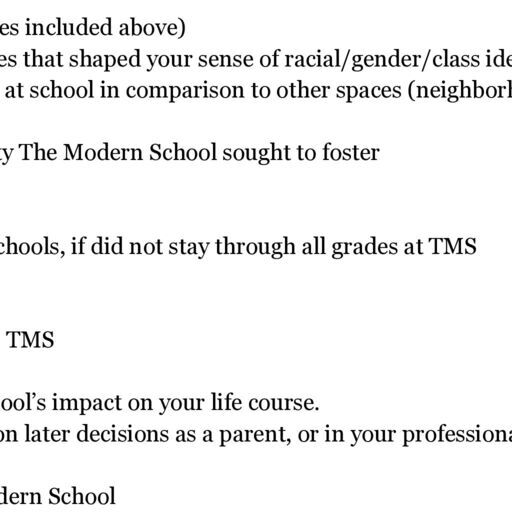 es included above)
es that shaped your sense of racial/gender/class ide
at school in comparison to other spaces (neighborh
ty The Modern School sought to foster
chools, if did not stay through all grades at TMS
TMS
ool’s impact on your life course.
on later decisions as a parent, or in your professiona
dern School